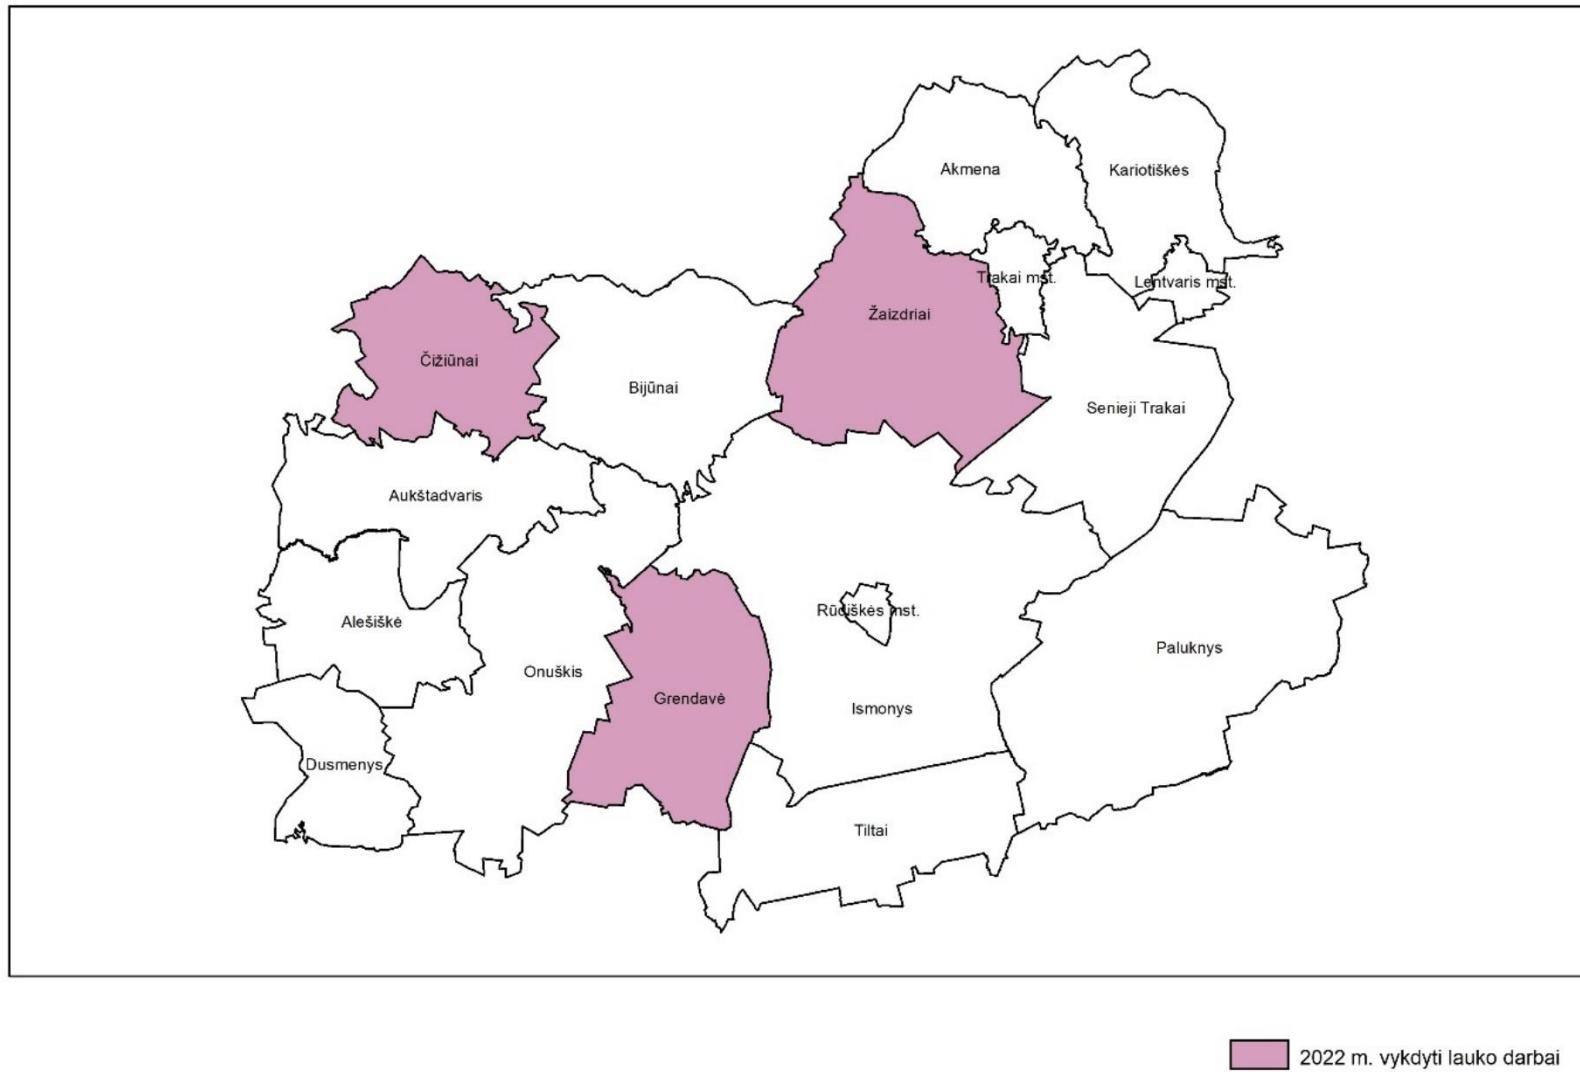 Akmena
Kariotiškės
Trakai mst.
Lentvaris mst.
Žaizdriai
Čižiūnai
Bijūnai
Senieji Trakai
Aukštadvaris
Rūdiškės mst.
Alešiškė
Paluknys
Onuškis
Grendavė
Ismonys
Dusmenys
Tiltai
2022 m. vykdyti lauko darbai